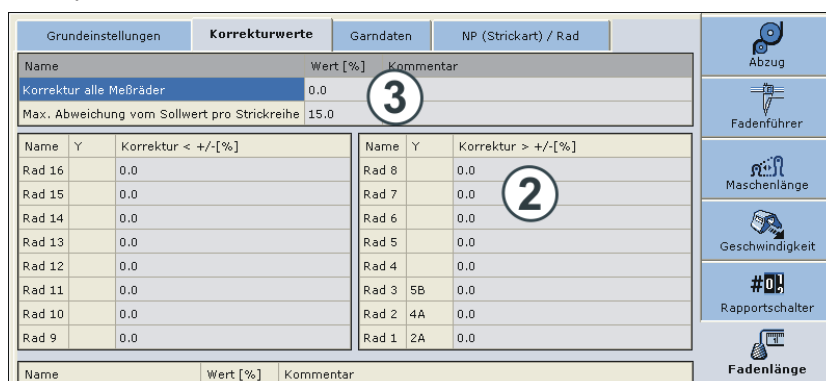 Grundeinstellungen Korrekturwerte Garndaten NP (Strickart) / Rad
Name Wert [%] Kommentar
Korrektur alle Meßräder 0.0
Max. Abweichung vom Sollwert pro Strickreihe 15.0
3
Name Y Korrektur < +/-[%]
Rad 16 0.0
Rad 15 0.0
Rad 14 0.0
Rad 13 0.0
Rad 12 0.0
Rad 11 0.0
Rad 10 0.0
Rad 9 0.0
Name Y Korrektur > +/-[%]
Rad 8 0.0
Rad 7 0.0
Rad 6 0.0
Rad 5 0.0
Rad 4 0.0
Rad 3 5B 0.0
Rad 2 4A 0.0
Rad 1 2A 0.0
2
Name Wert [%] Kommentar
Abzug
Fadenführer
Maschenlänge
Geschwindigkeit
Rapportschalter
Fadenlänge